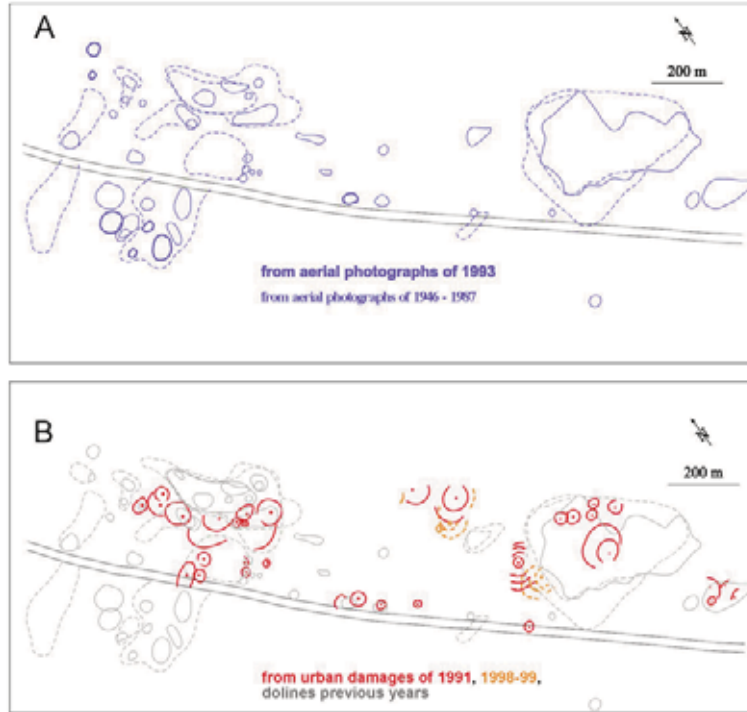 A
N
200 m
from aerial photographs of 1993
from aerial photographs of 1946 - 1987
B
N
200 m
from urban damages of 1991, 1998-99,
dolines previous years